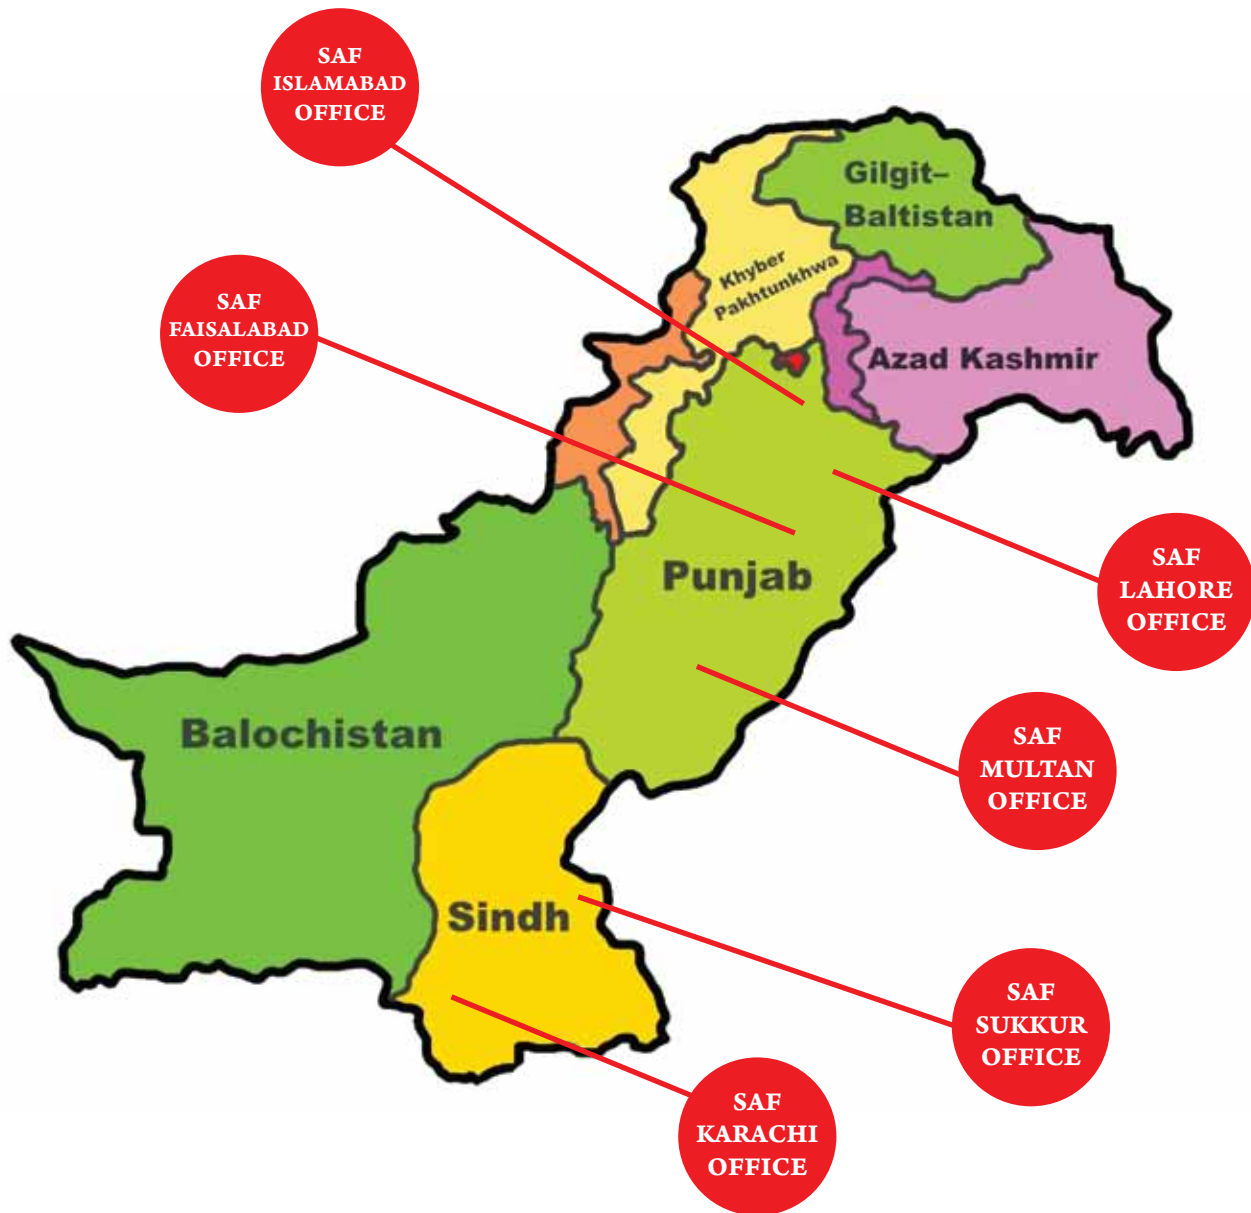 SAF
ISLAMABAD
OFFICE
Gilgit–
Baltistan
Khyber
Pakhtunkhwa
SAF
FAISALABAD
OFFICE
Azad Kashmir
SAF
LAHORE
OFFICE
Punjab
Balochistan
SAF
MULTAN
OFFICE
Sindh
SAF
SUKKUR
OFFICE
SAF
KARACHI
OFFICE